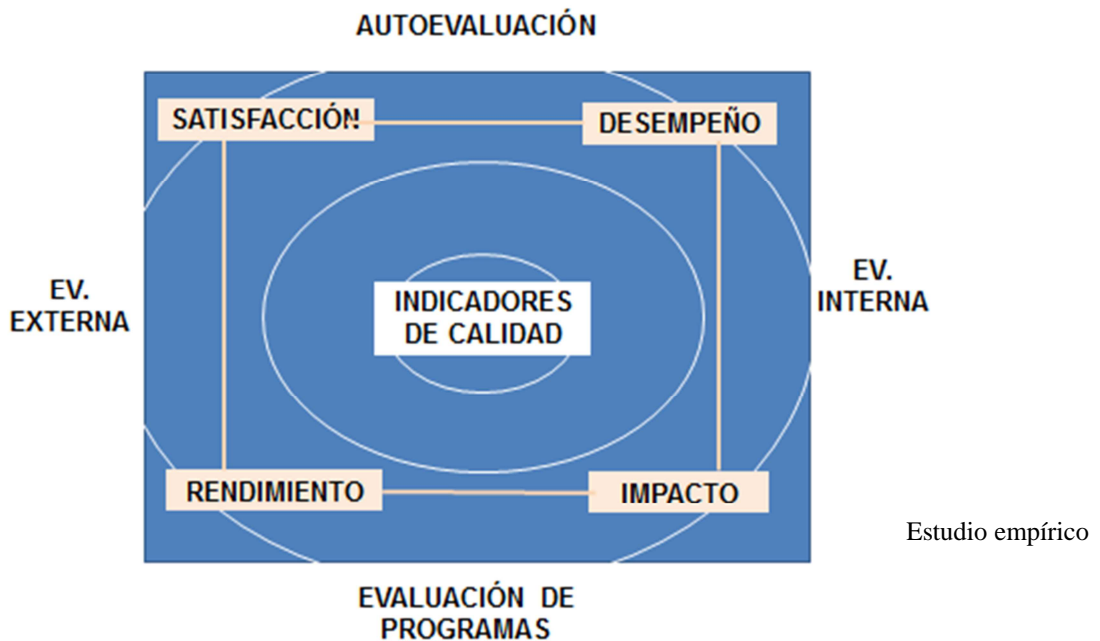 AUTOEVALUACIÓN
SATISFACCIÓN
DESEMPEÑO
EV.
EXTERNA
INDICADORES
DE CALIDAD
EV.
INTERNA
RENDIMIENTO
IMPACTO
Estudio empírico
EVALUACIÓN DE
PROGRAMAS